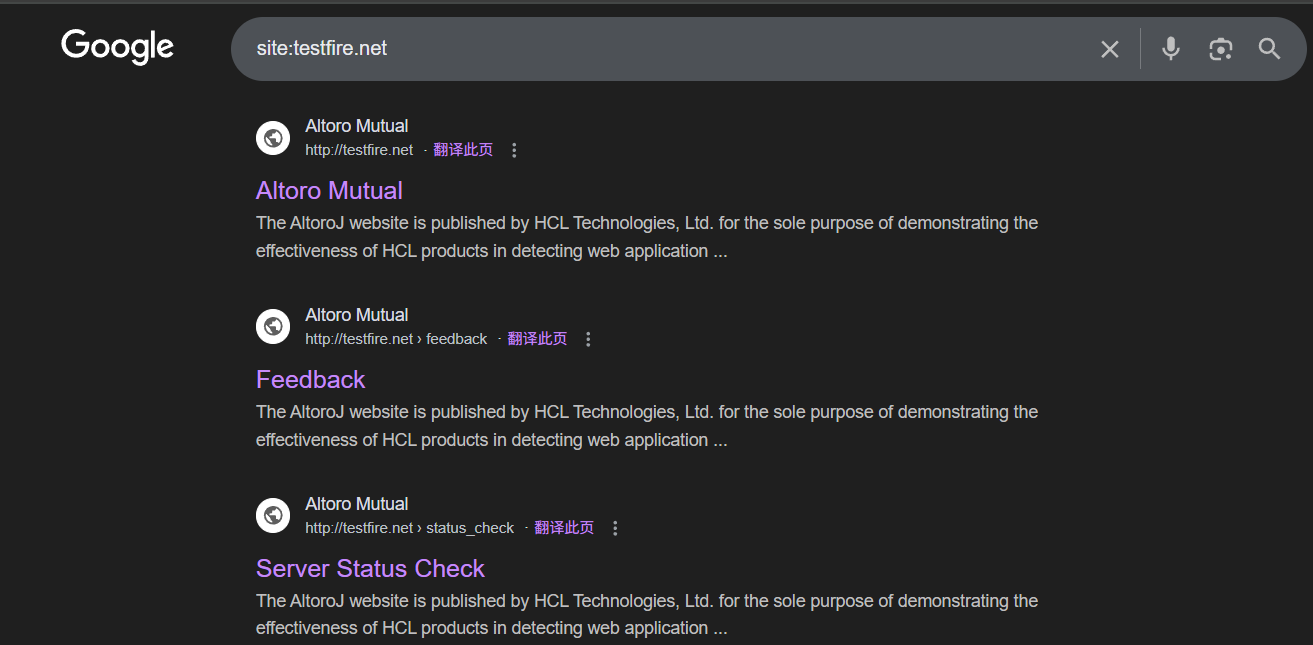 Google
site:testfire.net
Altoro Mutual
http://testfire.net · 翻译此页
Altoro Mutual
The AltoroJ website is published by HCL Technologies, Ltd. for the sole purpose of demonstrating the
effectiveness of HCL products in detecting web application ...
Altoro Mutual
http://testfire.net › feedback · 翻译此页
Feedback
The AltoroJ website is published by HCL Technologies, Ltd. for the sole purpose of demonstrating the
effectiveness of HCL products in detecting web application ...
Altoro Mutual
http://testfire.net › status_check · 翻译此页
Server Status Check
The AltoroJ website is published by HCL Technologies, Ltd. for the sole purpose of demonstrating the
effectiveness of HCL products in detecting web application ...